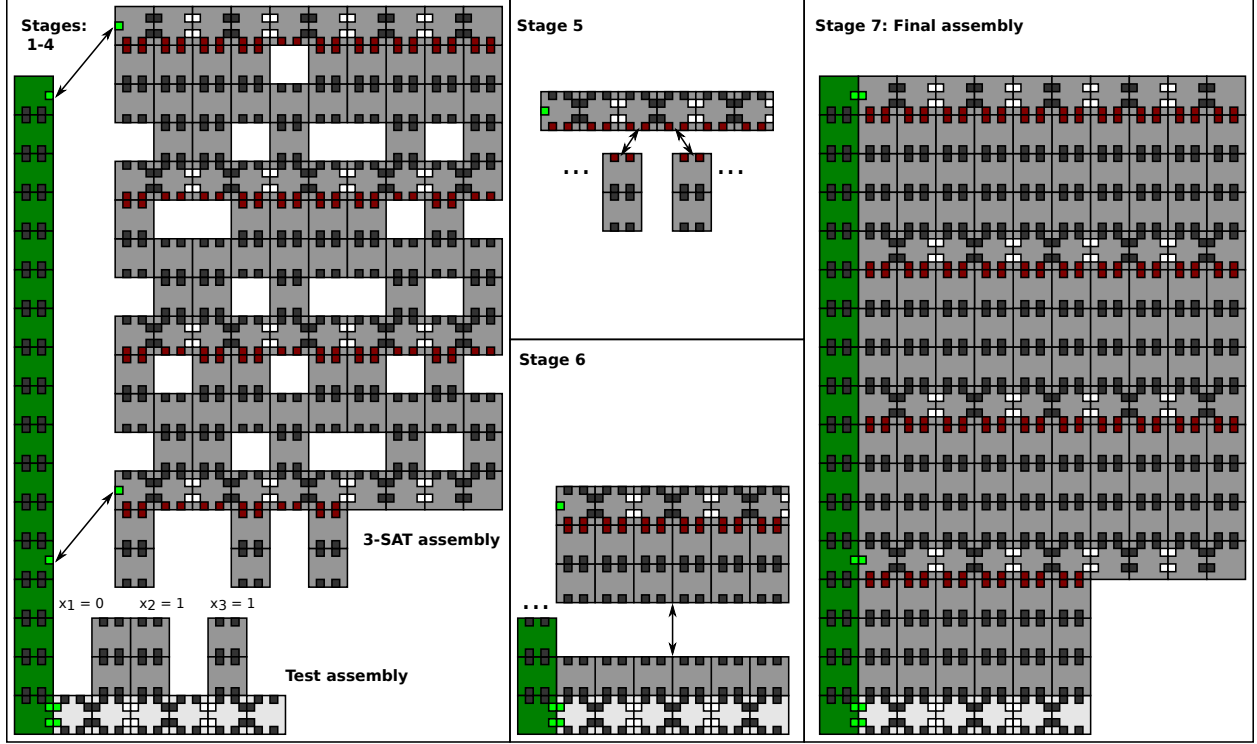 Stages:
1-4
3-SAT assembly
x1 = 0 x2 = 1 x3 = 1
Test assembly
Stage 5
... ...
Stage 6
...
Stage 7: Final assembly